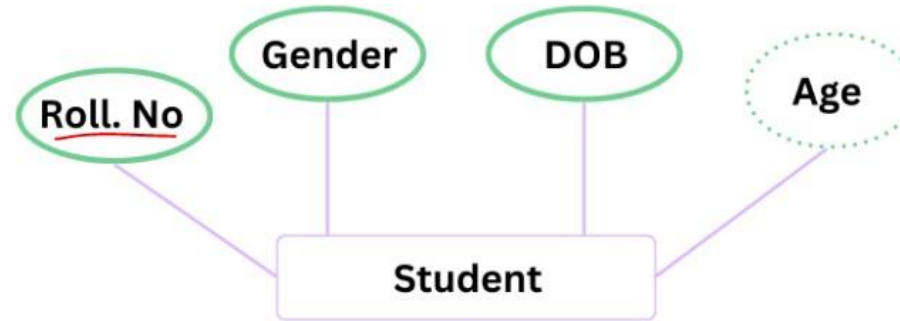 Roll. No
Gender
DOB
Age
Student